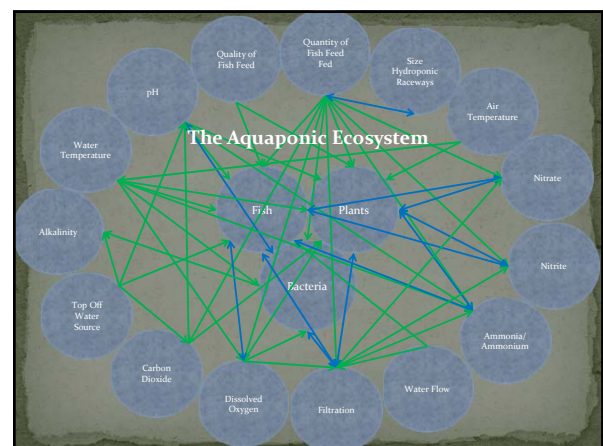 The Aquaponic Ecosystem
Quality of
Fish Feed
Quantity of
Fish Feed
Fed
Size
Hydroponic
Raceways
Air
Temperature
Nitrate
Nitrite
Ammonia/
Ammonium
Water Flow
Filtration
Dissolved
Oxygen
Carbon
Dioxide
Top Off
Water
Source
Alkalinity
Water
Temperature
pH
Fish
Plants
Bacteria